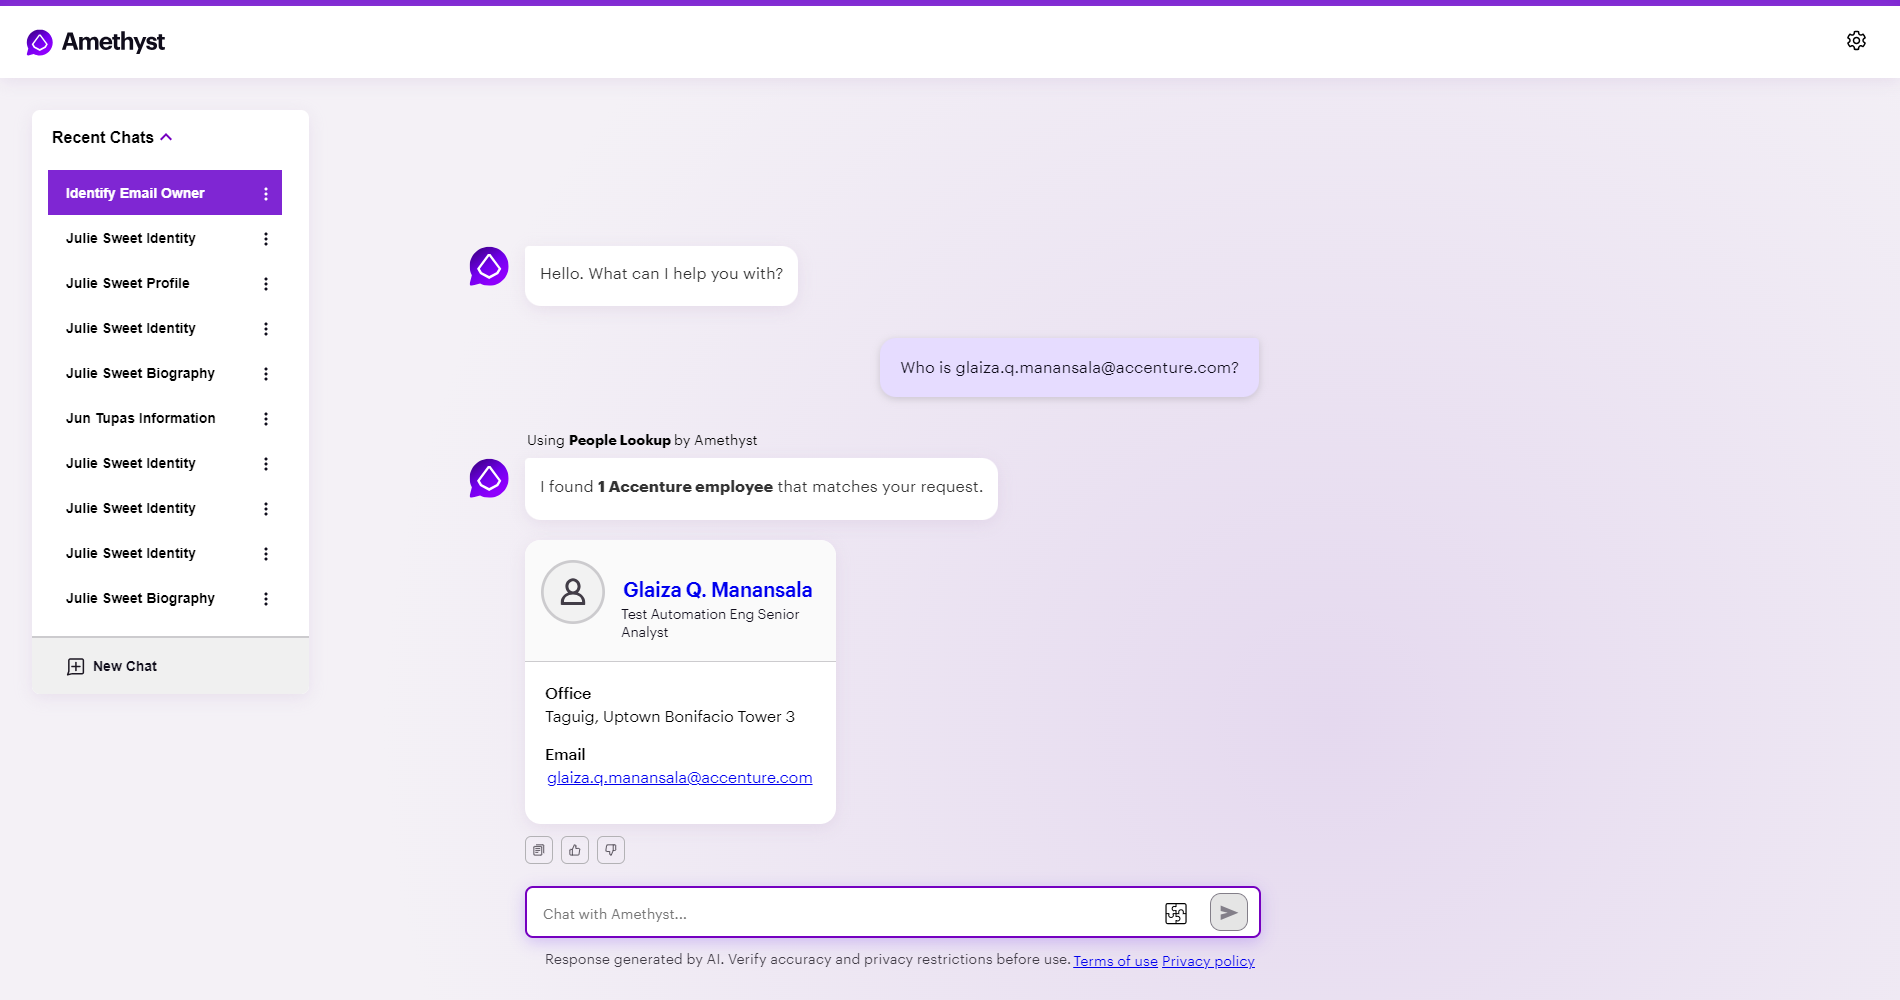 Amethyst
Recent Chats
Identify Email Owner
Julie Sweet Identity
Julie Sweet Profile
Julie Sweet Identity
Julie Sweet Biography
Jun Tupas Information
Julie Sweet Identity
Julie Sweet Identity
Julie Sweet Identity
Julie Sweet Biography
New Chat
Hello. What can I help you with?
Who is glaiza.q.manansala@accenture.com?
Using People Lookup by Amethyst
I found 1 Accenture employee that matches your request.
Glaiza Q. Manansala
Test Automation Eng Senior
Analyst
Office
Taguig, Uptown Bonifacio Tower 3
Email
glaiza.q.manansala@accenture.com
Chat with Amethyst...
Response generated by AI. Verify accuracy and privacy restrictions before use. Terms of use Privacy policy